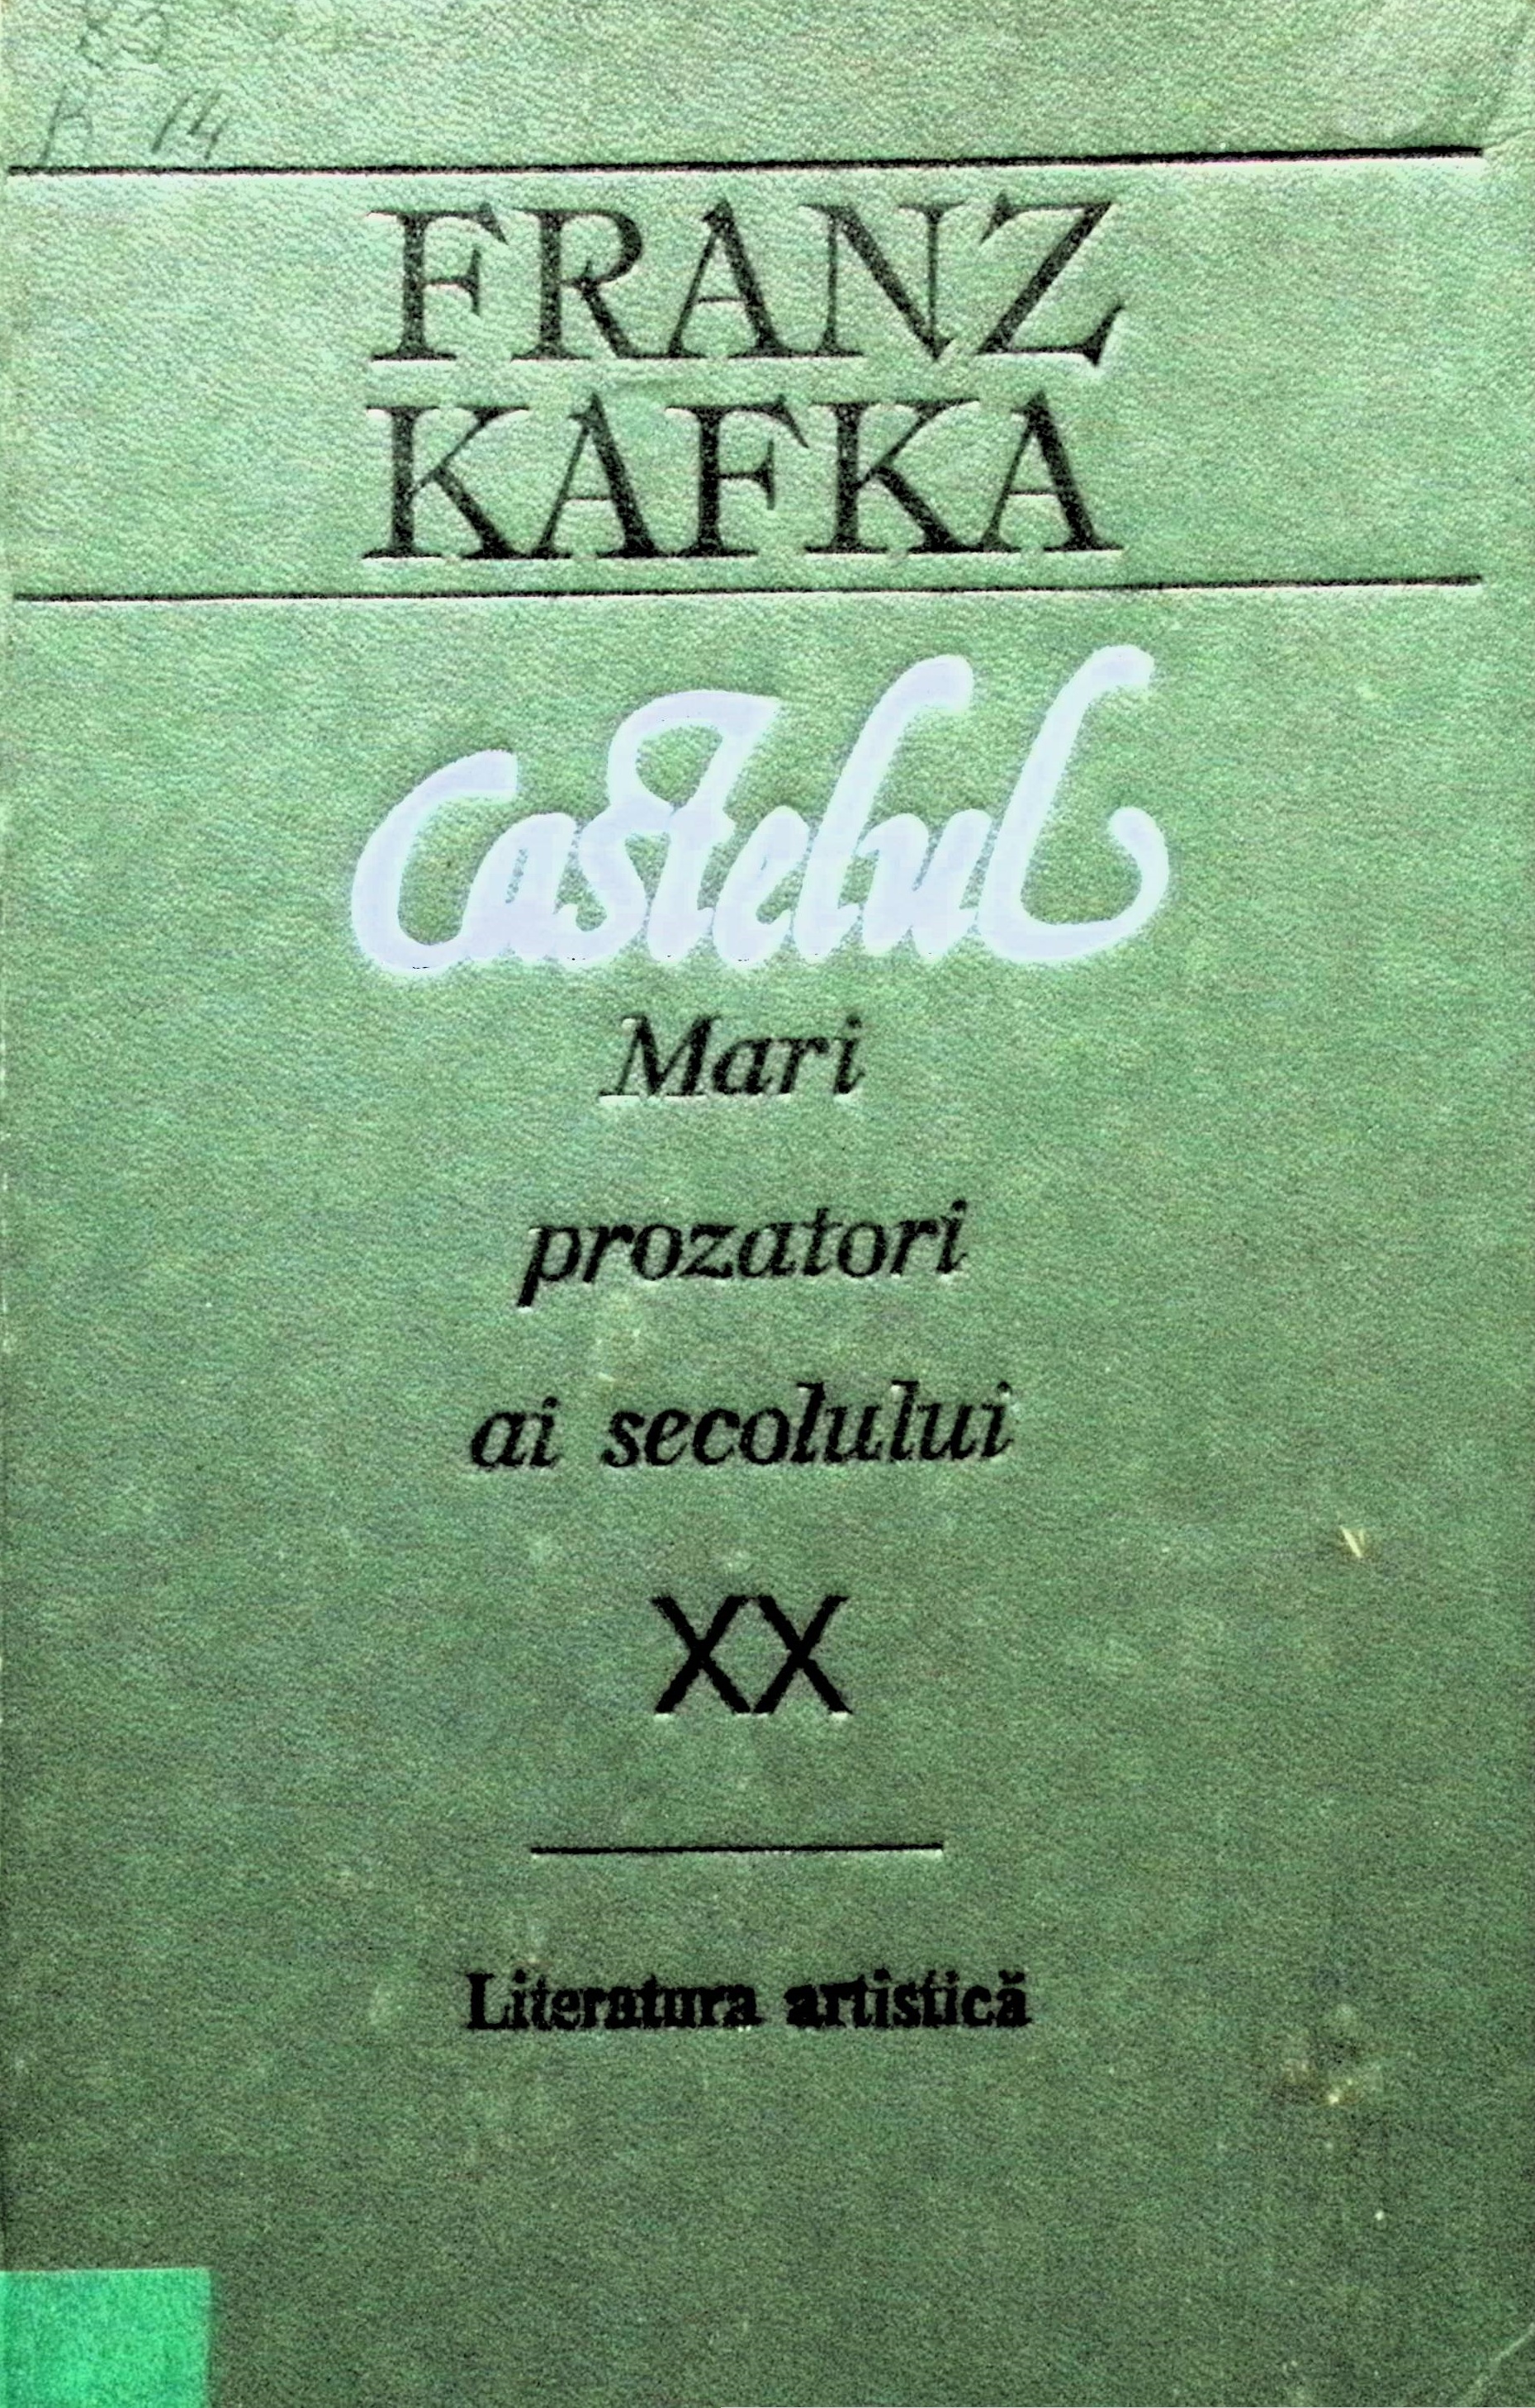 FRANZ
KAFKA
Castelul
Mari
prozatori
ai secolului
XX
Literatura artistică